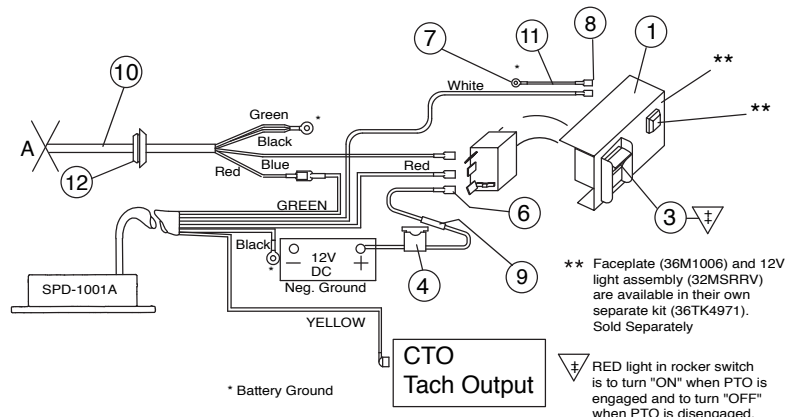 7
11
8
1
*
**
10
White
**
Green
*
Black
A
12
Blue
Red
Red
GREEN
6
3
‡
Black
*
12V
DC
— +
Neg. Ground
4
9
SPD-1001A
YELLOW
CTO
Tach Output
* Battery Ground
** Faceplate (36M1006) and 12V
light assembly (32MSRRV)
are available in their own
separate kit (36TK4971).
Sold Separately
‡ RED light in rocker switch
is to turn "ON" when PTO is
engaged and to turn "OFF"
when PTO is disengaged.